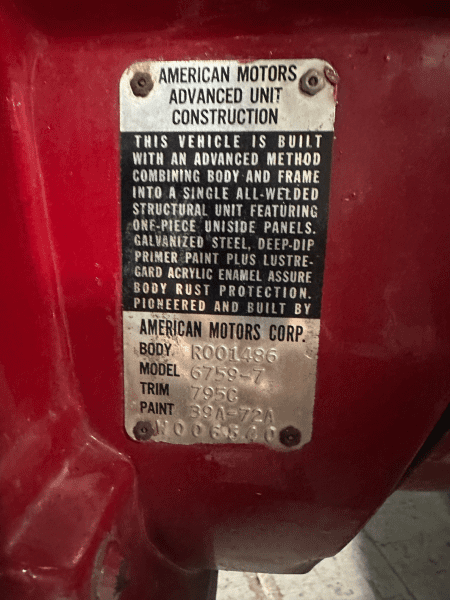 AMERICAN MOTORS
ADVANCED UNIT
CONSTRUCTION
THIS VEHICLE IS BUILT
WITH AN ADVANCED METHOD
COMBINING BODY AND FRAME
INTO A SINGLE ALL-WELDED
STRUCTURAL UNIT FEATURING
ONE-PIECE UNISIDE PANELS.
GALVANIZED STEEL, DEEP-DIP
PRIMER PAINT PLUS LUSTRE-
GARD ACRYLIC ENAMEL ASSURE
BODY RUST PROTECTION.
PIONEERED AND BUILT BY
AMERICAN MOTORS CORP.
BODY R001486
MODEL 6759-7
TRIM 795C
PAINT 39A-72A